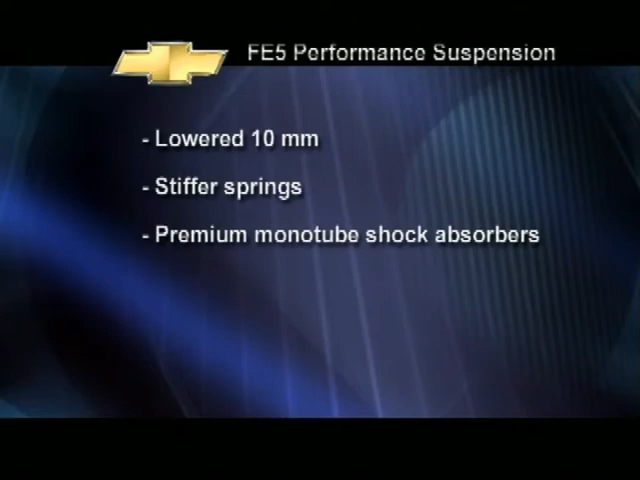 FE5 Performance Suspension
- Lowered 10 mm
- Stiffer springs
- Premium monotube shock absorbers